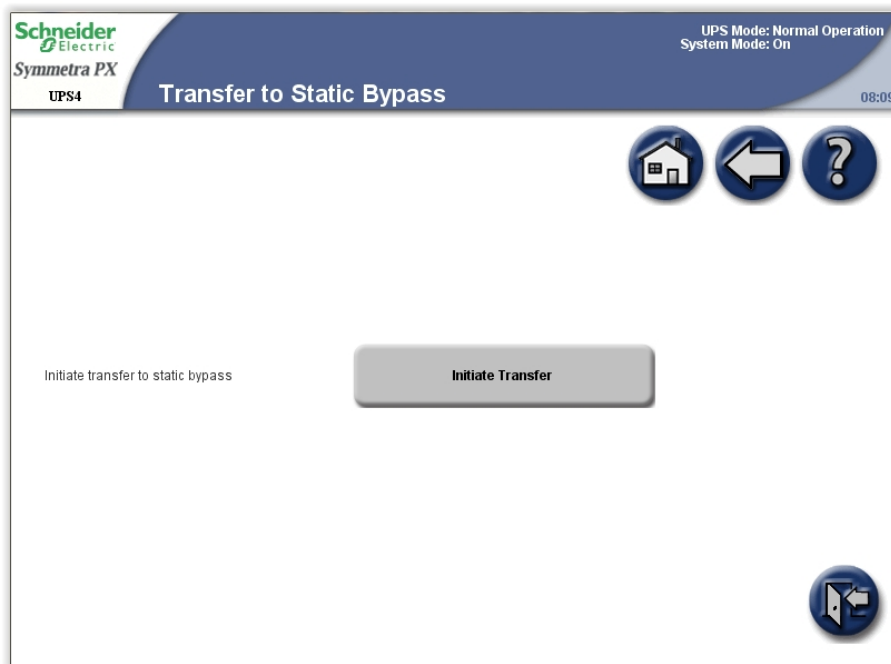 Schneider
Electric
Symmetra PX
UPS4
Transfer to Static Bypass
UPS Mode: Normal Operation
System Mode: On
08:09
?
Initiate transfer to static bypass
Initiate Transfer